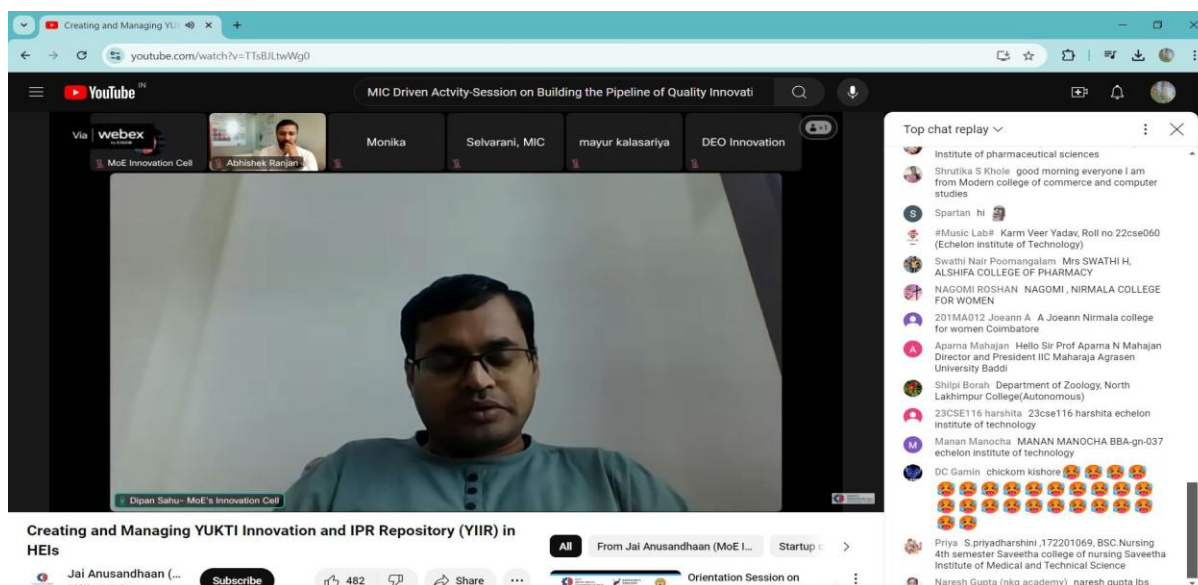 Creating and Managing YU
youtube.com/watch?v=TTsBJLtwWg0
YouTube IN
MIC Driven Actvity-Session on Building the Pipeline of Quality Innovati
Via webex
MoE Innovation Cell
Abhishek Ranjan
Monika
Selvarani, MIC
mayur kalasariya
DEO Innovation
+1
Dipan Sahu- MoE's Innovation Cell
Creating and Managing YUKTI Innovation and IPR Repository (YIIR) in
HEIs
Jai Anusandhaan (...
Subscribe
482
Share
All
From Jai Anusandhaan (MoE I...
Startup
Orientation Session on
Top chat replay
Institute of pharmaceutical sciences
Shrutika S Khole good morning everyone I am
from Modern college of commerce and computer
studies
S
Spartan hi
#Music Lab# Karm Veer Yadav, Roll no 22cse060
(Echelon institute of Technology)
Swathi Nair Poomangalam Mrs SWATHI H,
ALSHIFA COLLEGE OF PHARMACY
NAGOMI ROSHAN NAGOMI , NIRMALA COLLEGE
FOR WOMEN
201MA012 Joeann A A Joeann Nirmala college
for women Coimbatore
A
Aparna Mahajan Hello Sir Prof Aparna N Mahajan
Director and President IIC Maharaja Agrasen
University Baddi
Shilpi Borah Department of Zoology, North
Lakhimpur College(Autonomous)
23CSE116 harshita 23cse116 harshita echelon
institute of technology
M
Manan Manocha MANAN MANOCHA BBA-gn-037
echelon institute of technology
DC Gamin chickom kishore
Priya S.priyadharshini ,172201069, BSC.Nursing
4th semester Saveetha college of nursing Saveetha
Institute of Medical and Technical Science
Naresh Gupta (nkg academy) naresh gupta lbs